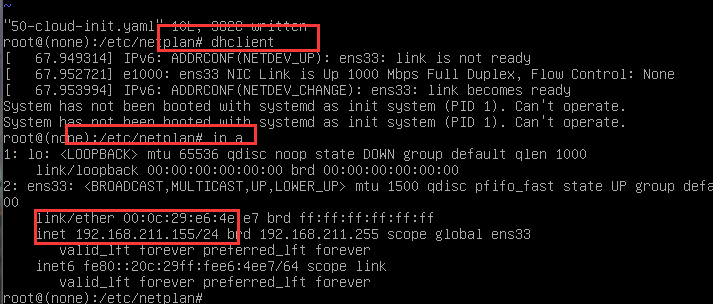 ~
"50-cloud-init.yaml" 10L, 382B written
root@(none):/etc/netplan# dhclient
[   67.949314] IPv6: ADDRCONF(NETDEV_UP): ens33: link is not ready
[   67.952721] e1000: ens33 NIC Link is Up 1000 Mbps Full Duplex, Flow Control: None
[   67.953994] IPv6: ADDRCONF(NETDEV_CHANGE): ens33: link becomes ready
System has not been booted with systemd as init system (PID 1). Can't operate.
System has not been booted with systemd as init system (PID 1). Can't operate.
root@(none):/etc/netplan# ip a
1: lo: <LOOPBACK> mtu 65536 qdisc noop state DOWN group default qlen 1000
    link/loopback 00:00:00:00:00:00 brd 00:00:00:00:00:00
2: ens33: <BROADCAST,MULTICAST,UP,LOWER_UP> mtu 1500 qdisc pfifo_fast state UP group defa
00
    link/ether 00:0c:29:e6:4e:e7 brd ff:ff:ff:ff:ff:ff
    inet 192.168.211.155/24 brd 192.168.211.255 scope global ens33
       valid_lft forever preferred_lft forever
    inet6 fe80::20c:29ff:fee6:4ee7/64 scope link
       valid_lft forever preferred_lft forever
root@(none):/etc/netplan#